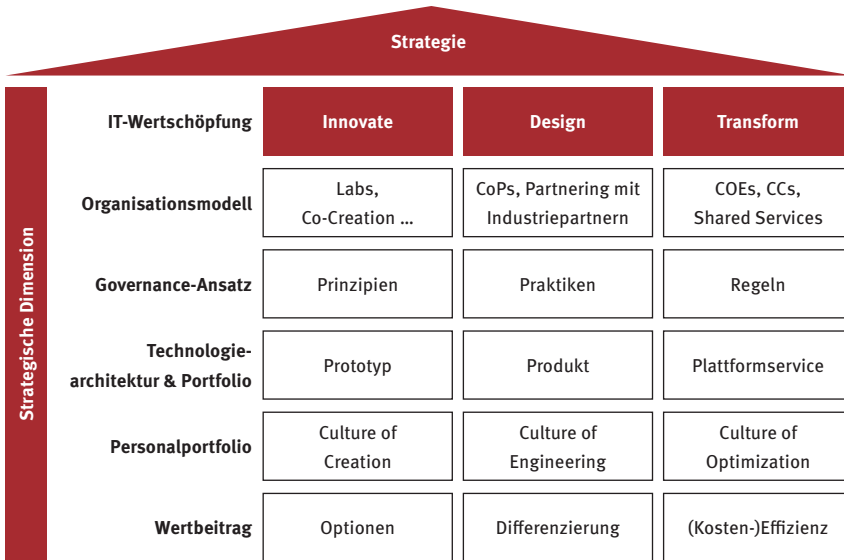 Strategie
Strategische Dimension
IT-Wertschöpfung
Innovate
Design
Transform
Organisationsmodell
Labs,
Co-Creation ...
CoPs, Partnering mit
Industriepartnern
COEs, CCs,
Shared Services
Governance-Ansatz
Prinzipien
Praktiken
Regeln
Technologie-
architektur & Portfolio
Prototyp
Produkt
Plattformservice
Personalportfolio
Culture of
Creation
Culture of
Engineering
Culture of
Optimization
Wertbeitrag
Optionen
Differenzierung
(Kosten-)Effizienz